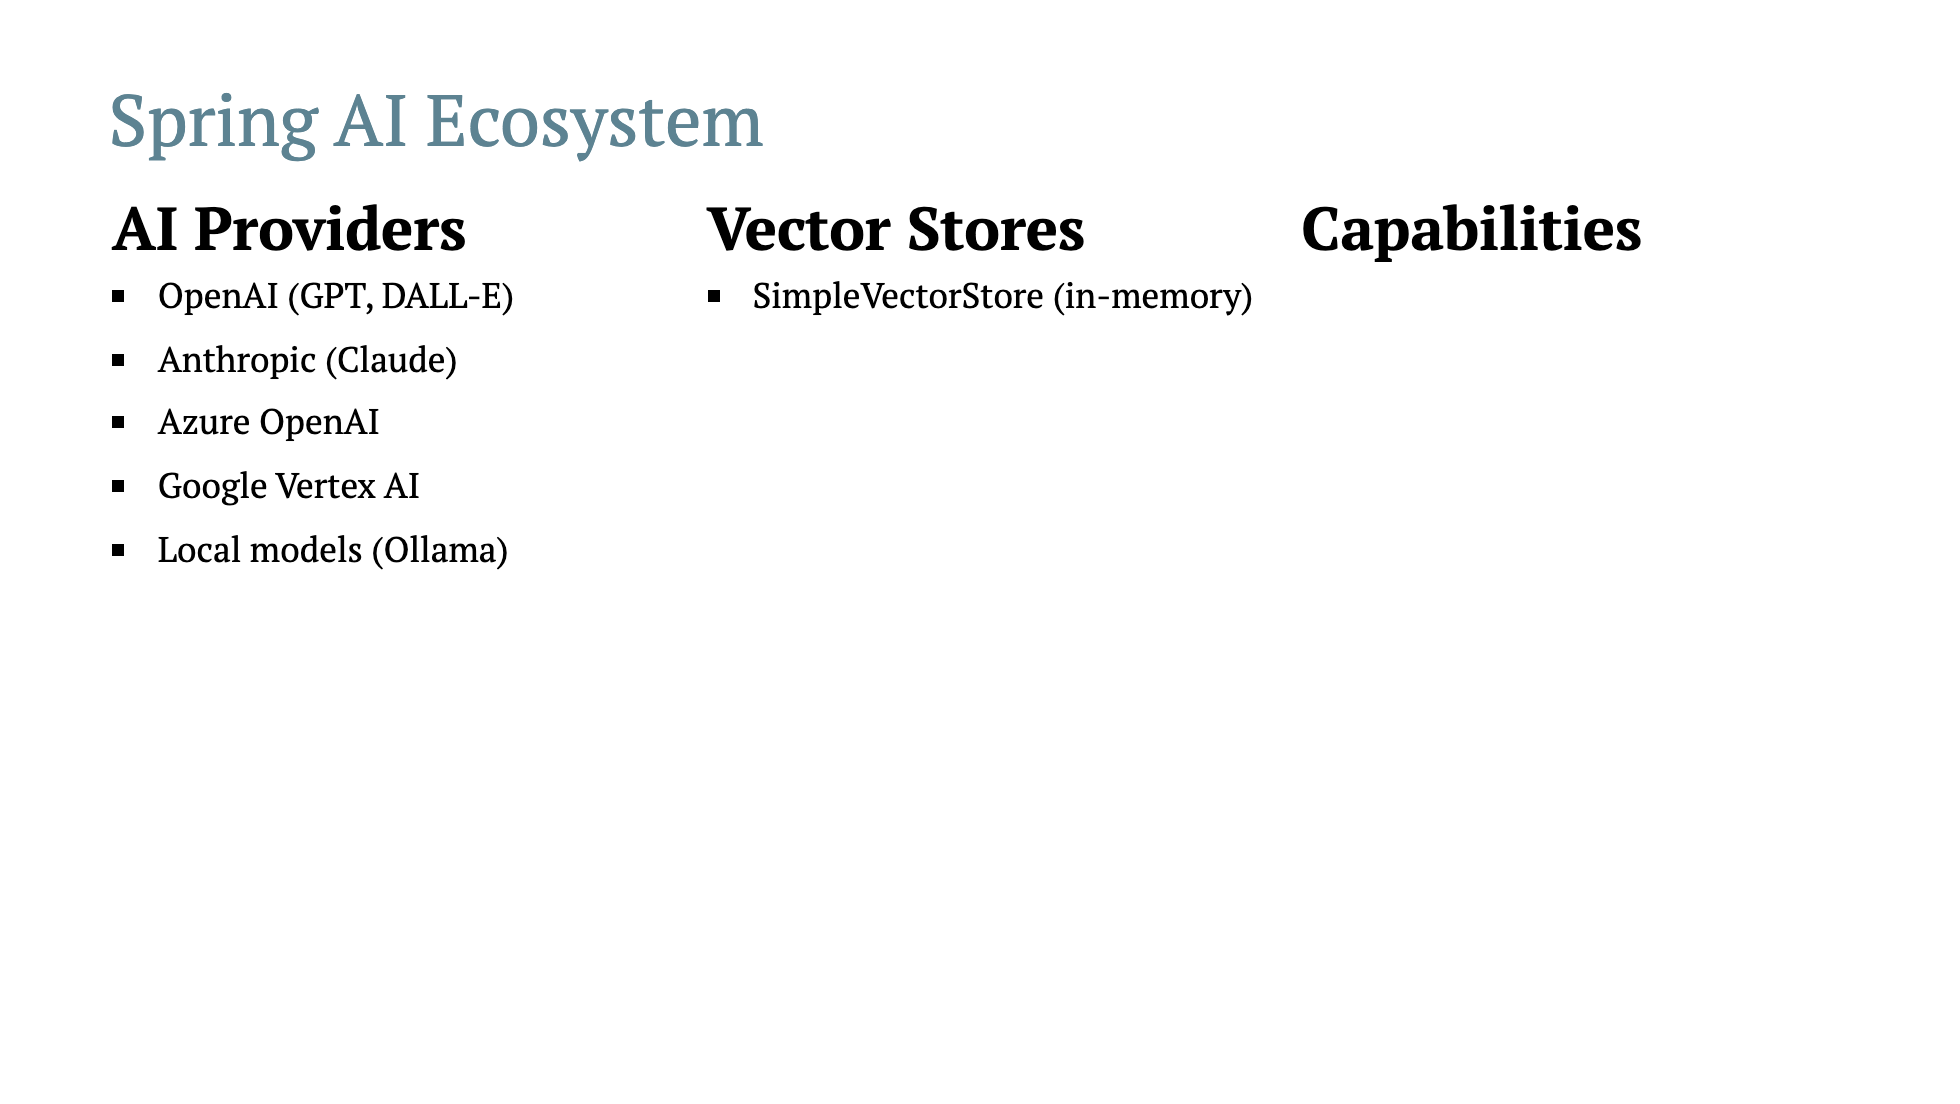 Spring AI Ecosystem
AI Providers
OpenAI (GPT, DALL-E)
Anthropic (Claude)
Azure OpenAI
Google Vertex AI
Local models (Ollama)
Vector Stores
SimpleVectorStore (in-memory)
Capabilities